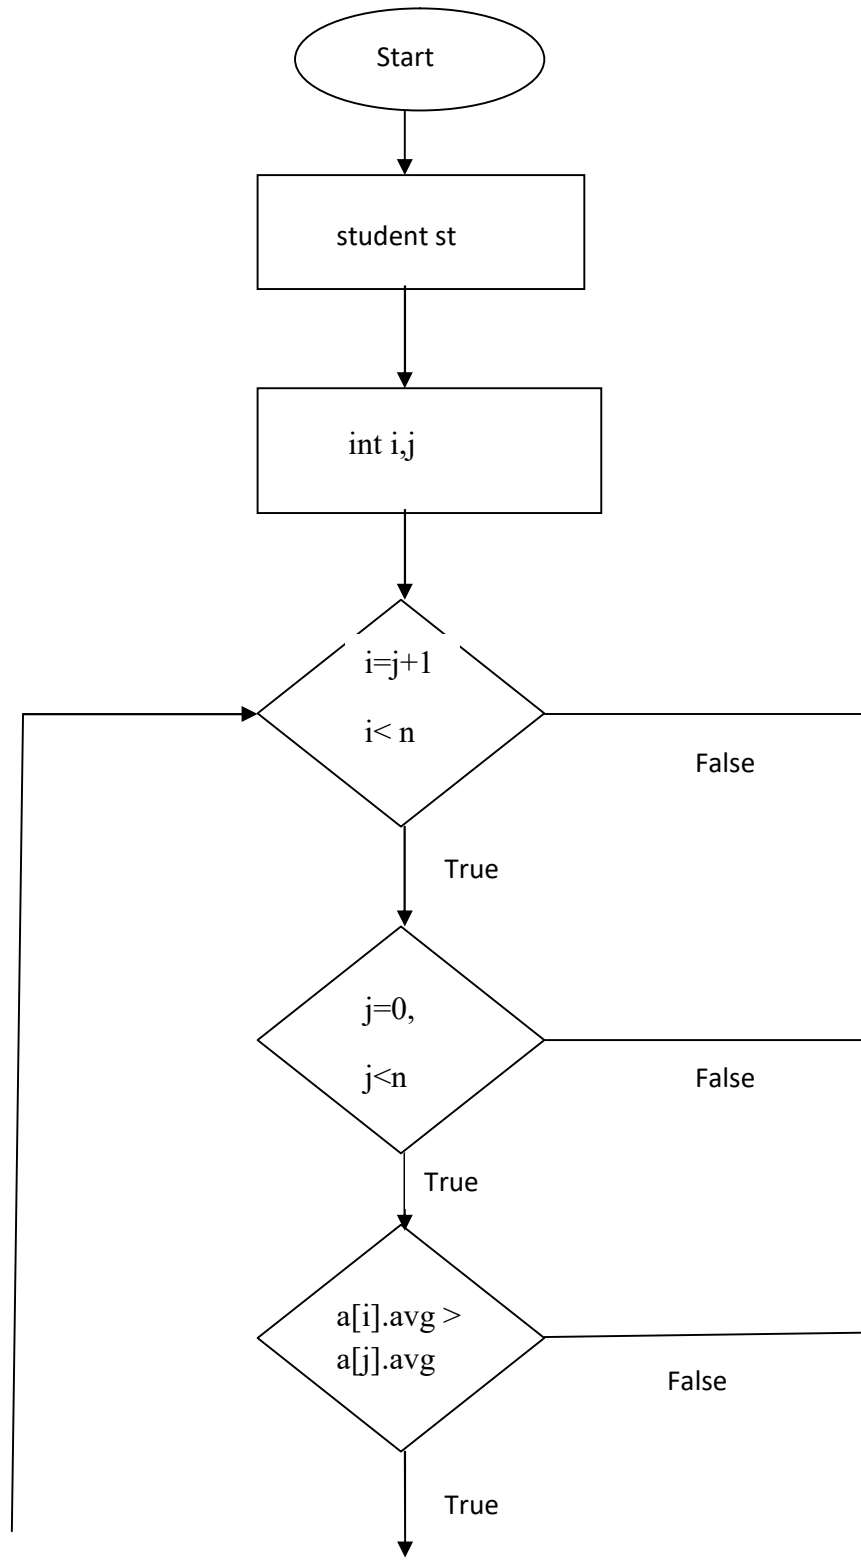 Start
student st
int i,j
i=j+1
i< n
False
True
j=0,
j<n
False
True
a[i].avg >
a[j].avg
False
True